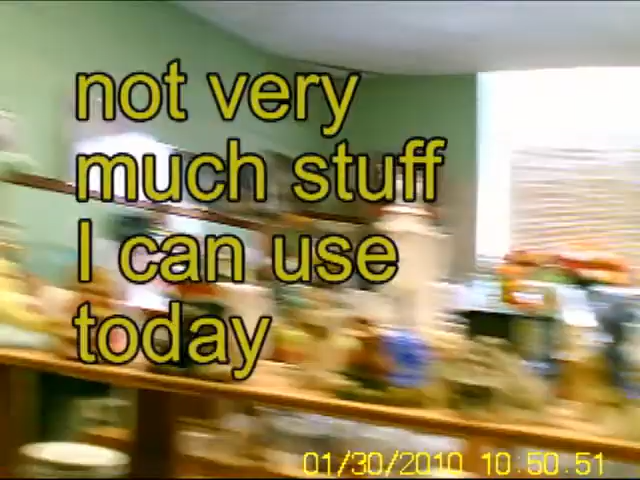 not very
much stuff
I can use
today
01/30/2010 10:50:51